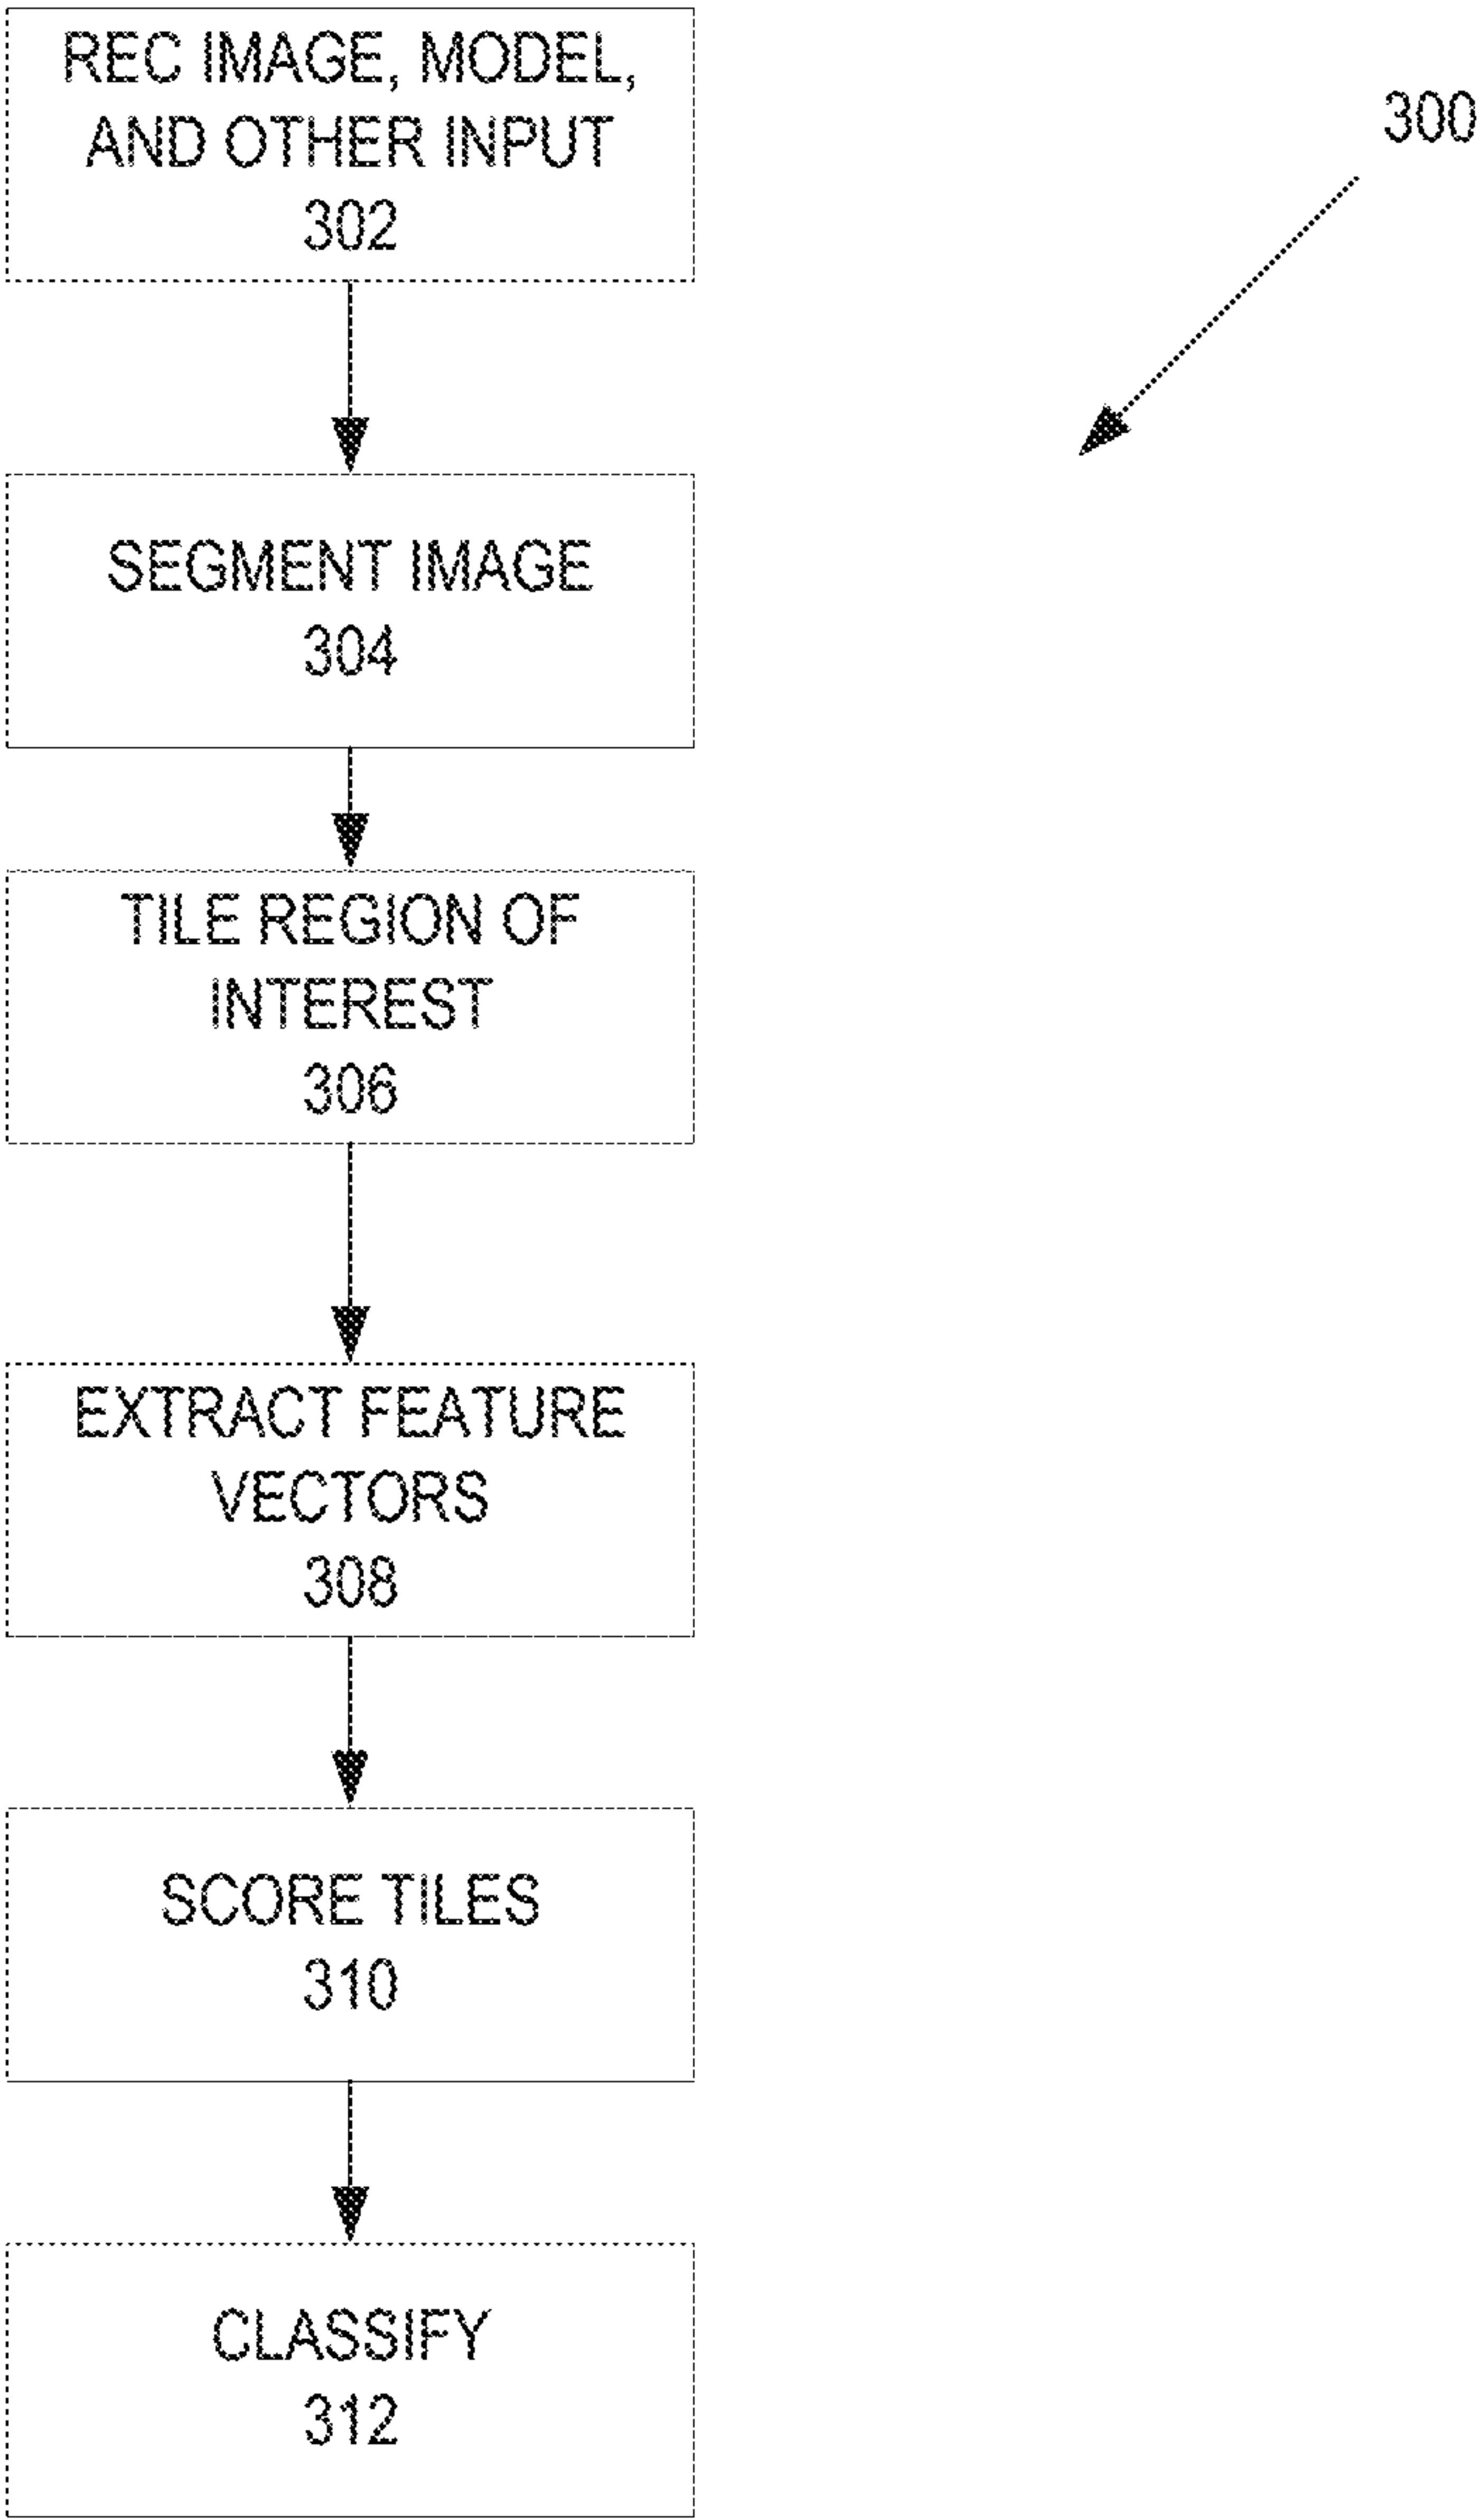 REC IMAGE, MODEL,
AND OTHER INPUT
302
300
SEGMENT IMAGE
304
TILE REGION OF
INTEREST
306
EXTRACT FEATURE
VECTORS
308
SCORE TILES
310
CLASSIFY
312